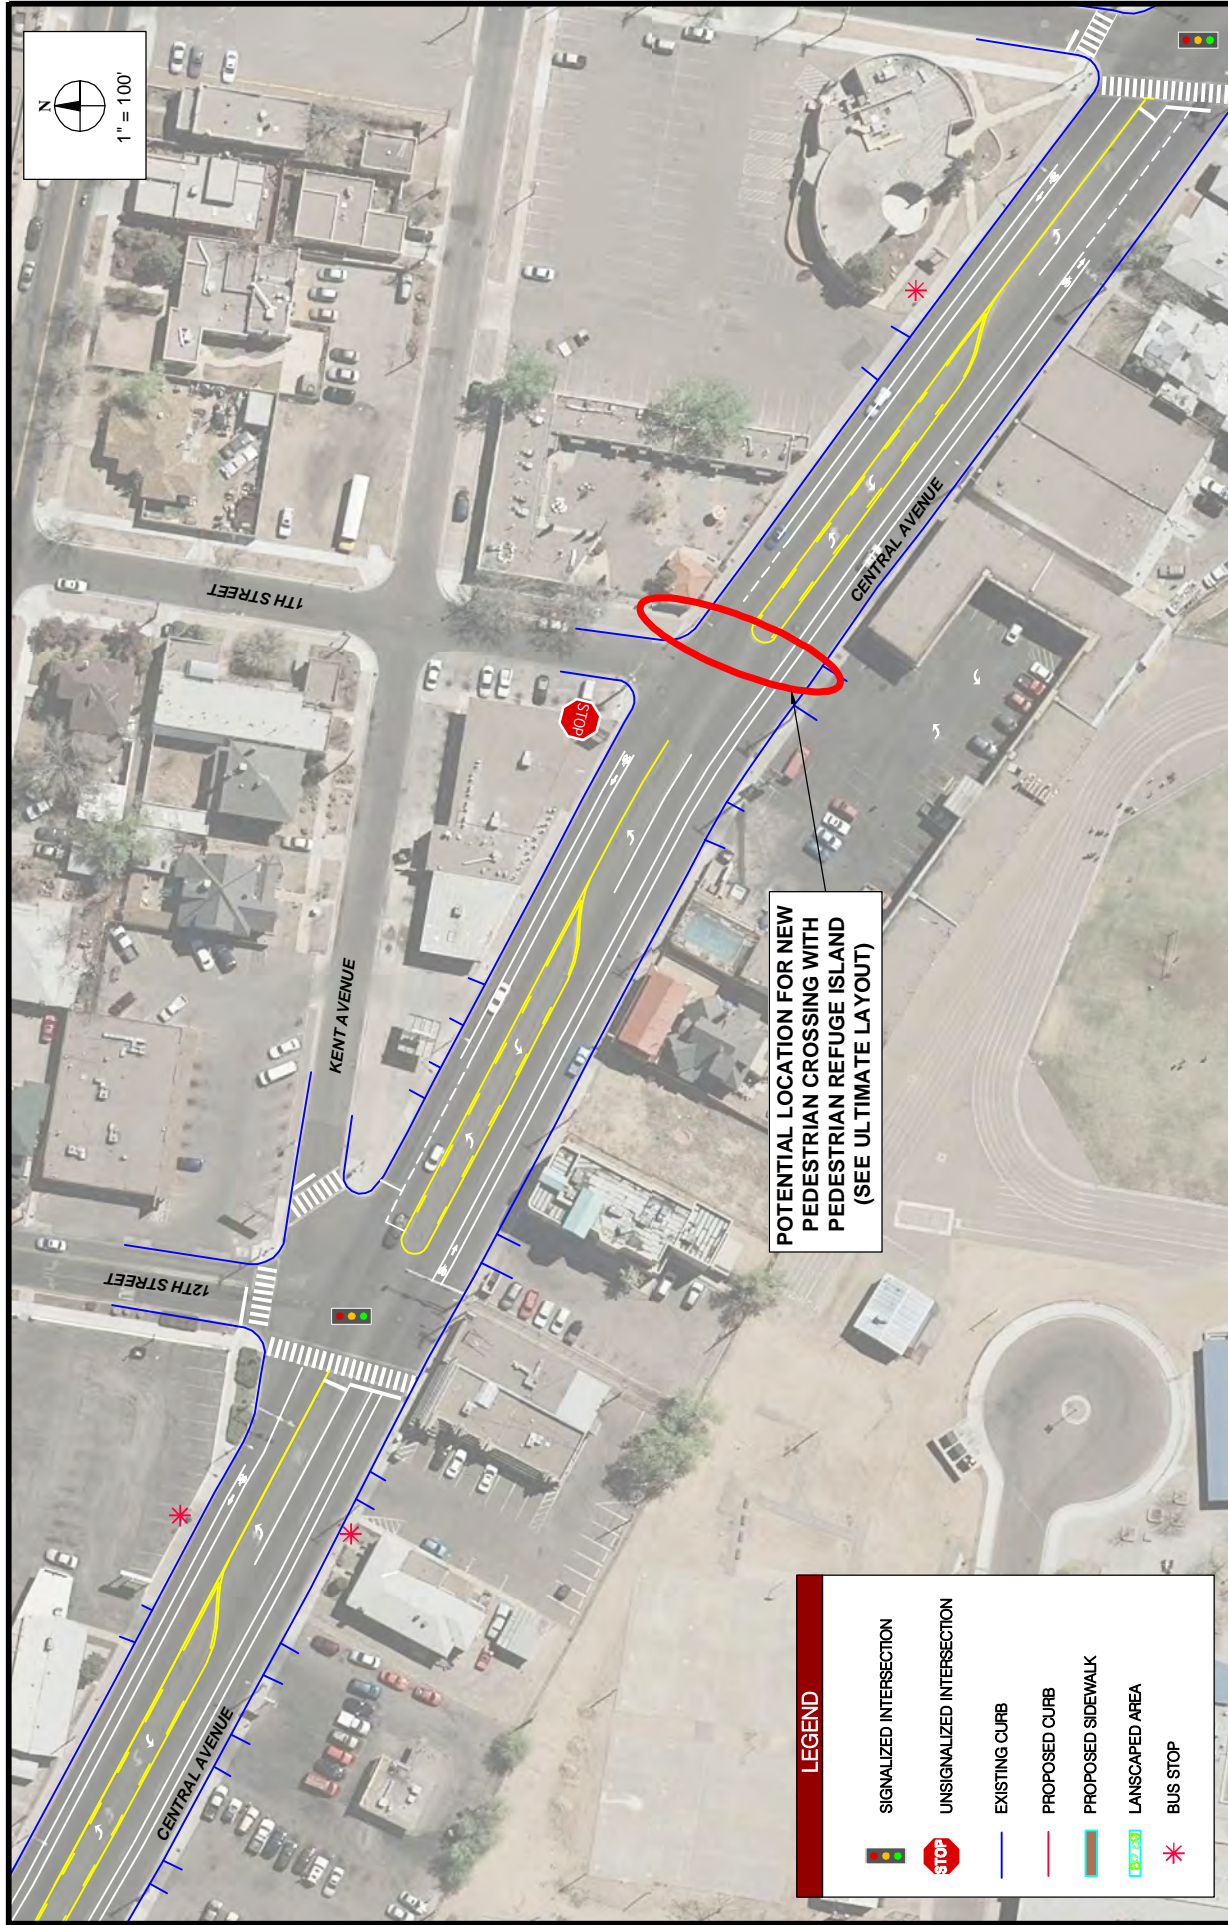 N
1" = 100'
1TH STREET
12TH STREET
KENT AVENUE
CENTRAL AVENUE
CENTRAL AVENUE
STOP
POTENTIAL LOCATION FOR NEW
PEDESTRIAN CROSSING WITH
PEDESTRIAN REFUGE ISLAND
(SEE ULTIMATE LAYOUT)
LEGEND
SIGNALIZED INTERSECTION
STOP
UNSIGNALIZED INTERSECTION
EXISTING CURB
PROPOSED CURB
PROPOSED SIDEWALK
LANSCAPED AREA
BUS STOP